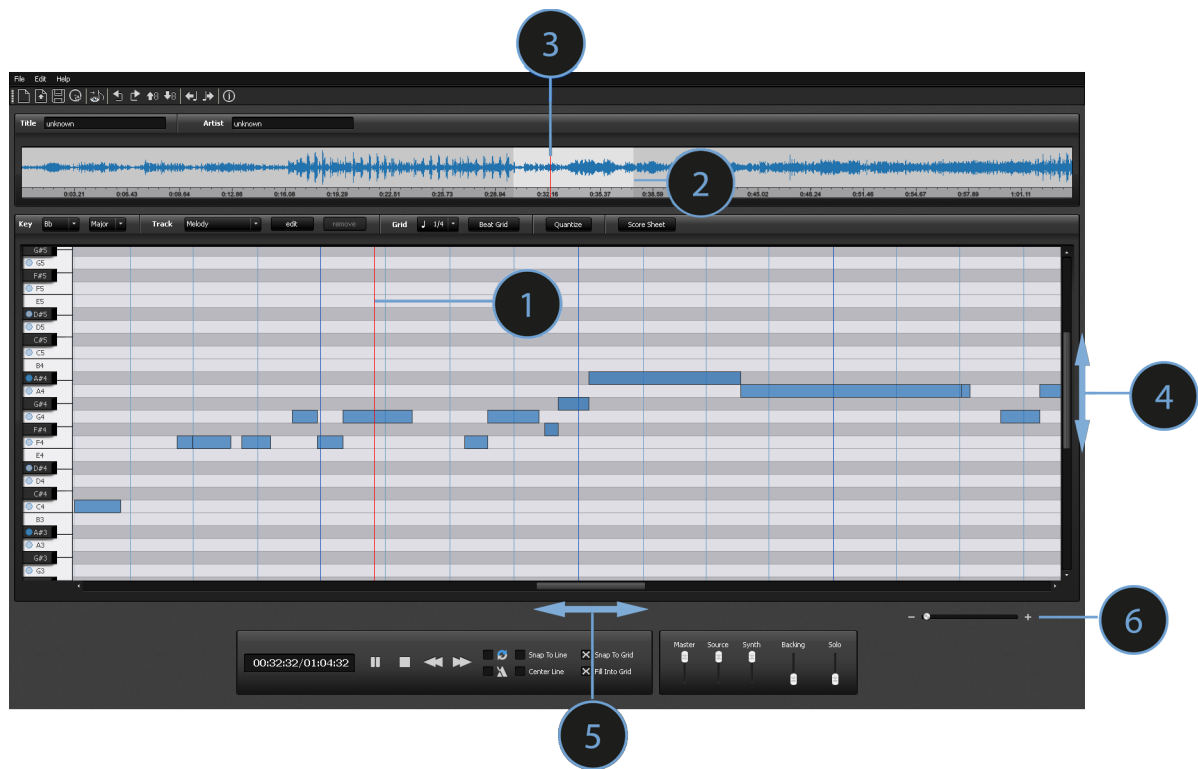 3
File Edit Help
Title unknown Artist unknown
0:03.21 0:06.43 0:09.64 0:12.86 0:16.08 0:19.29 0:22.51 0:25.73 0:28.94 0:32.16 0:35.37 0:38.59 0:45.02 0:48.24 0:51.46 0:54.67 0:57.89 1:01.11
2
Key Bb Major Track Melody edit remove Grid 1/4 Beat Grid Quantize Score Sheet
G#5
G5
F#5
F5
E5
D#5
D5
C#5
C5
B4
A#4
A4
G#4
G4
F#4
F4
E4
D#4
D4
C#4
C4
B3
A#3
A3
G#3
G3
1
4
5
6
00:32:32/01:04:32
Snap To Line Snap To Grid
Center Line Fill Into Grid
Master Source Synth Backing Solo